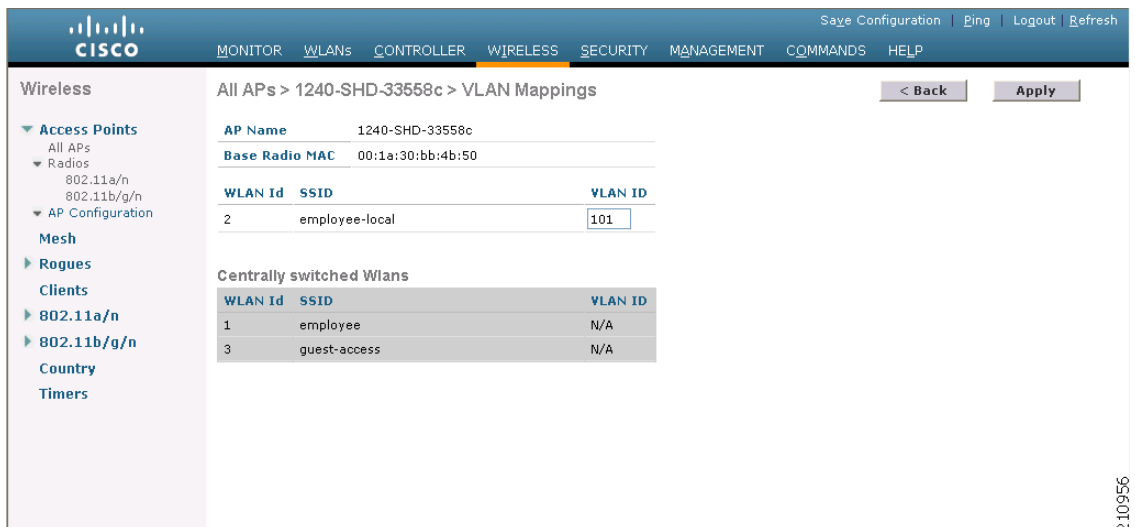 Save Configuration | Ping | Logout | Refresh
CISCO
MONITOR WLANs CONTROLLER WIRELESS SECURITY MANAGEMENT COMMANDS HELP
Wireless
Access Points
All APs
Radios
802.11a/n
802.11b/g/n
AP Configuration
Mesh
Rogues
Clients
802.11a/n
802.11b/g/n
Country
Timers
All APs > 1240-SHD-33558c > VLAN Mappings
< Back
Apply
AP Name 1240-SHD-33558c
Base Radio MAC 00:1a:30:bb:4b:50
WLAN Id SSID VLAN ID
2 employee-local 101
Centrally switched Wlans
WLAN Id SSID VLAN ID
1 employee N/A
3 guest-access N/A
210956